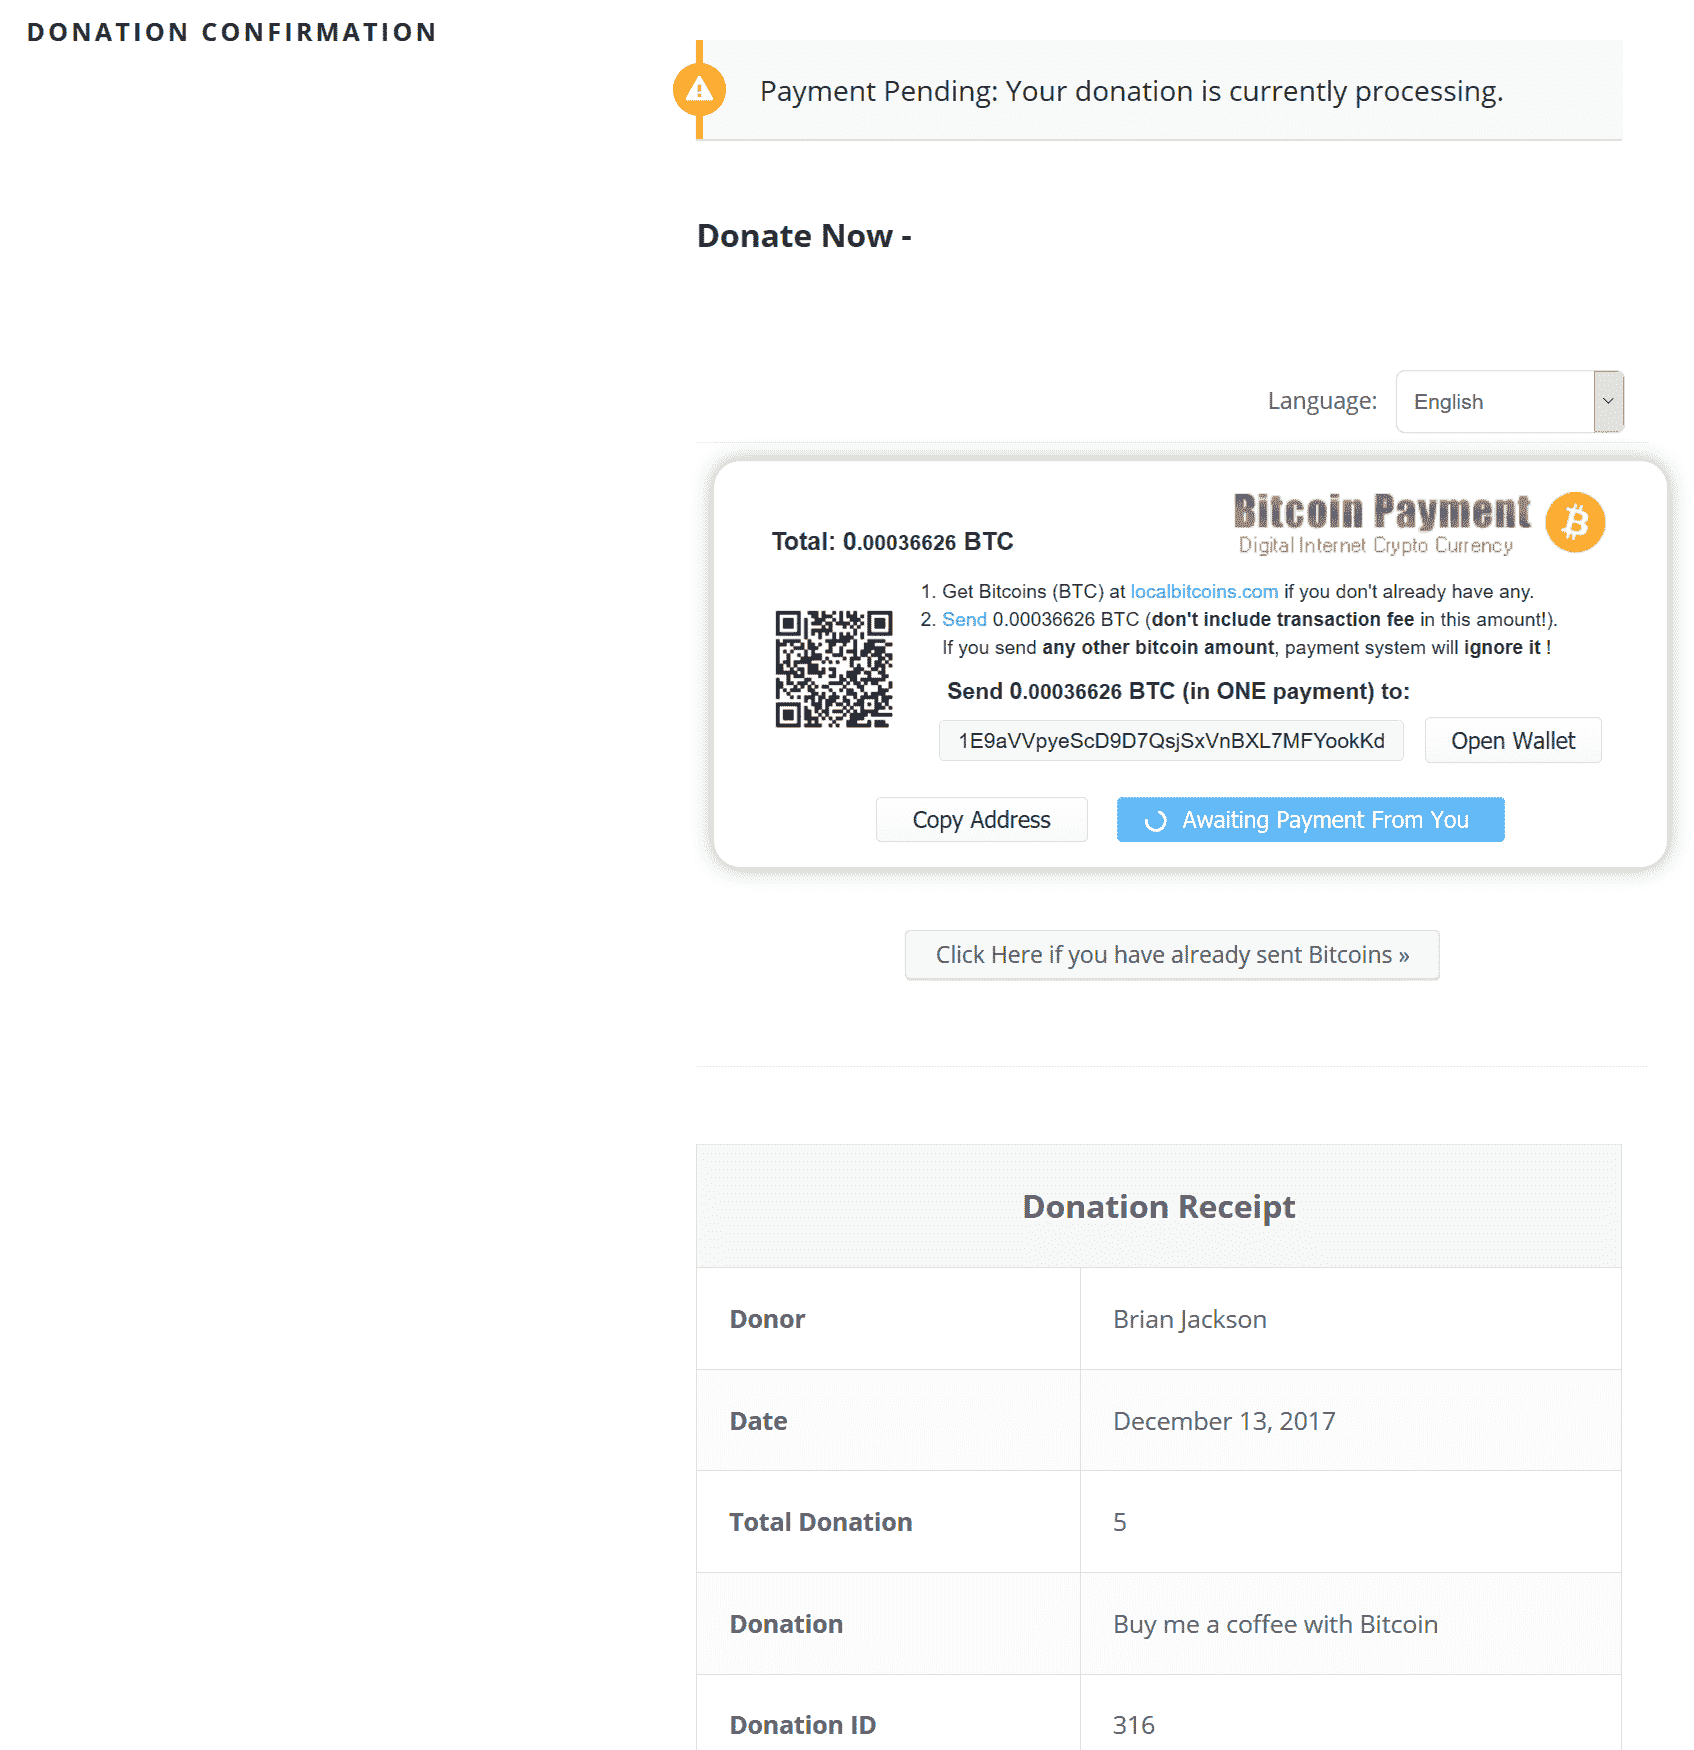 DONATION CONFIRMATION
Payment Pending: Your donation is currently processing.
Donate Now -
Language: English
Bitcoin Payment
Digital Internet Crypto Currency
Total: 0.00036626 BTC
1. Get Bitcoins (BTC) at localbitcoins.com if you don't already have any.
2. Send 0.00036626 BTC (don't include transaction fee in this amount!).
If you send any other bitcoin amount, payment system will ignore it !
Send 0.00036626 BTC (in ONE payment) to:
1E9aVVpyeScD9D7QsjSxVnBXL7MFYookKd Open Wallet
Copy Address Awaiting Payment From You
Click Here if you have already sent Bitcoins »
Donation Receipt
Donor Brian Jackson
Date December 13, 2017
Total Donation 5
Donation Buy me a coffee with Bitcoin
Donation ID 316